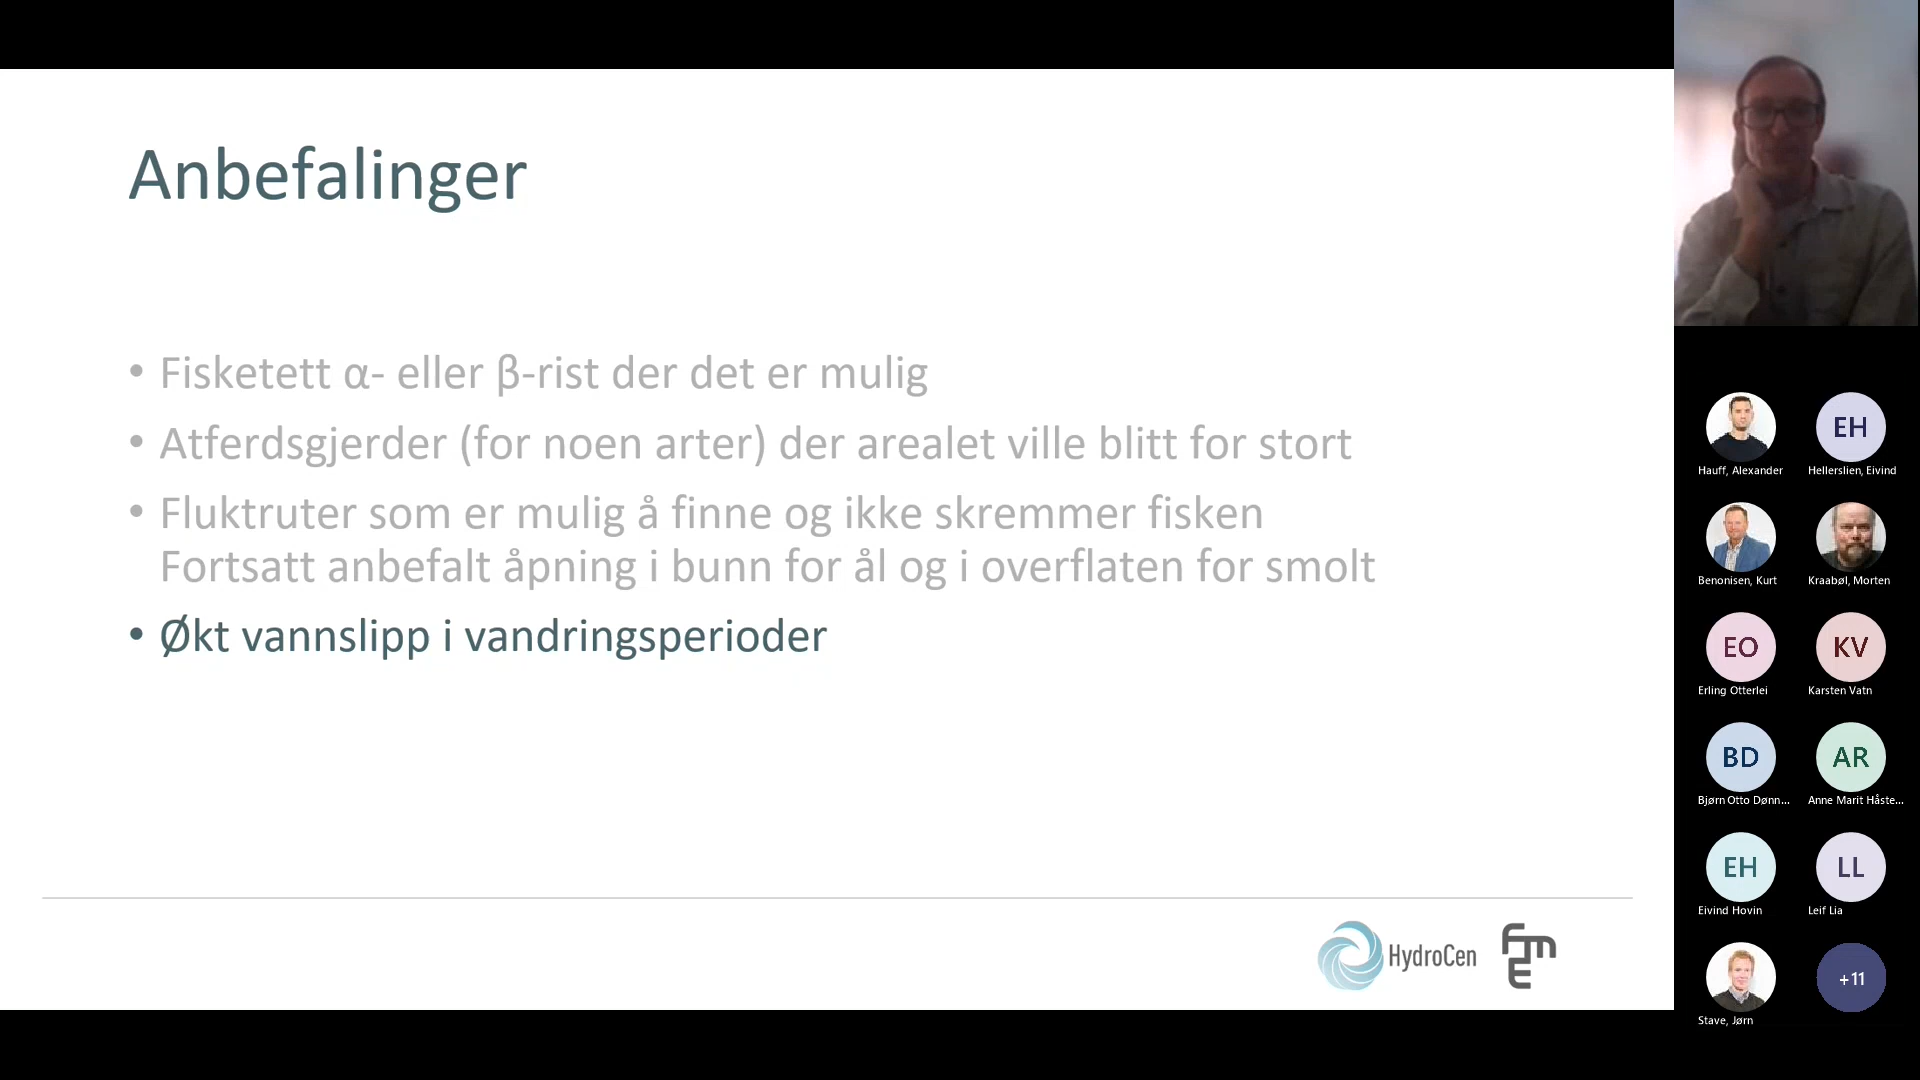 Anbefalinger
• Fisketett α- eller β-rist der det er mulig
• Atferdsgjerder (for noen arter) der arealet ville blitt for stort
• Fluktruter som er mulig å finne og ikke skremmer fisken
Fortsatt anbefalt åpning i bunn for ål og i overflaten for smolt
• Økt vannslipp i vandringsperioder
HydroCen
FME
Hauff, Alexander
EH
Hellerslien, Eivind
Benonisen, Kurt
Kraabøl, Morten
EO
Erling Otterlei
KV
Karsten Vatn
BD
Bjørn Otto Dønn...
AR
Anne Marit Håste...
EH
Eivind Hovin
LL
Leif Lia
Stave, Jørn
+11